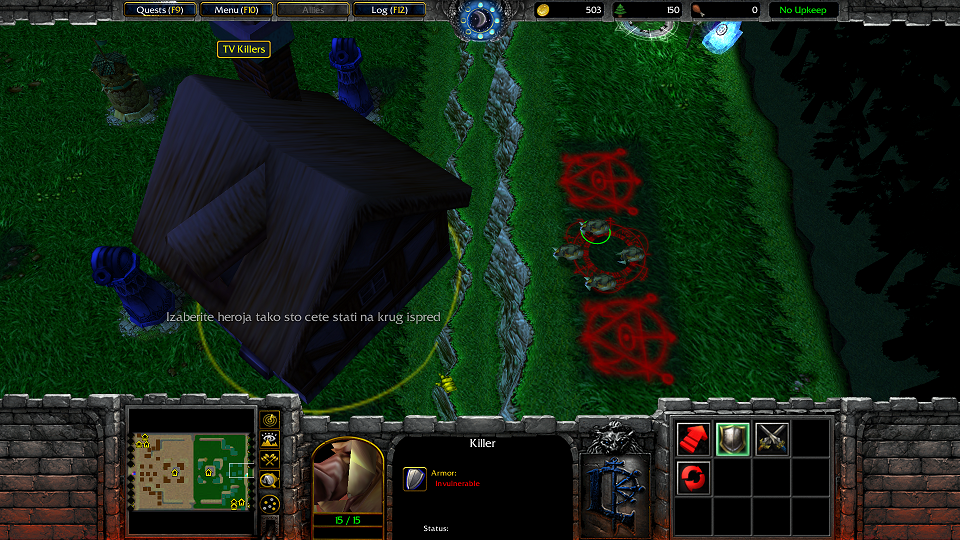 Quests (F9) Menu (F10) Allies Log (F12) 503 150 0 No Upkeep
TV Killers
Izaberite heroja tako sto cete stati na krug ispred
Killer
Armor:
Invulnerable
15 / 15
Status: